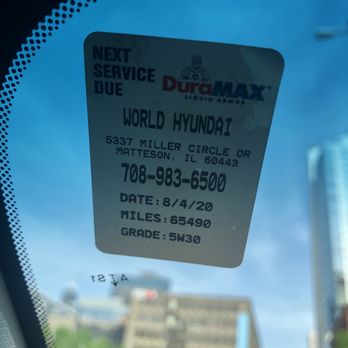 NEXT
SERVICE
DUE
DURAMAX
LIQUID ARMOR
WORLD HYUNDAI
5337 MILLER CIRCLE DR
MATTESON, IL 60443
708-983-6500
DATE:8/4/20
MILES:65490
GRADE:5W30